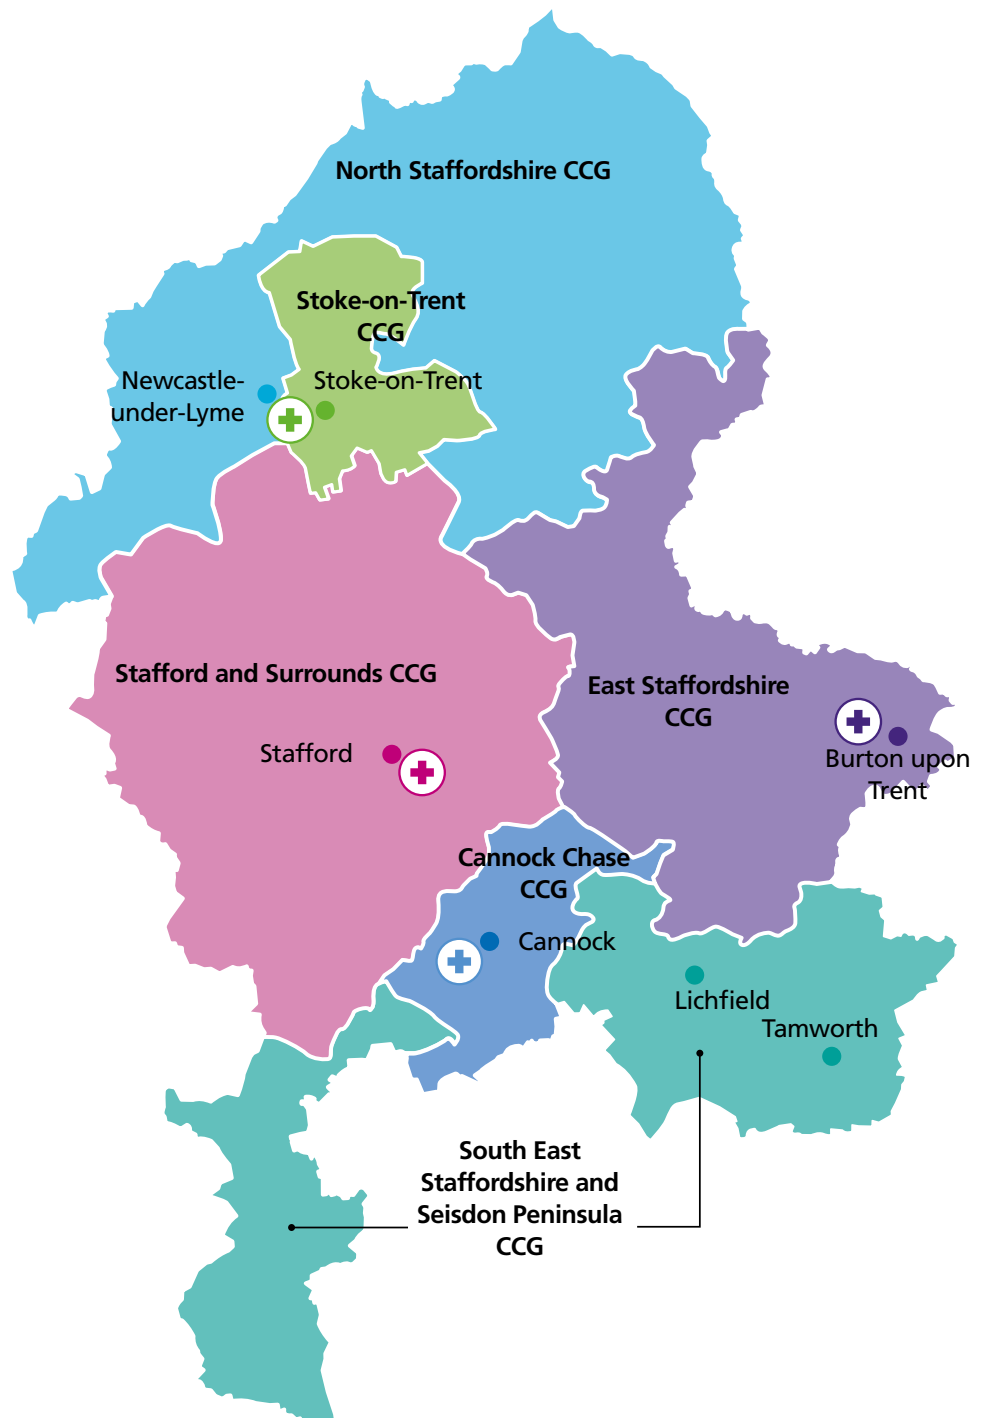 North Staffordshire CCG
Stoke-on-Trent
CCG
Newcastle-
under-Lyme
Stoke-on-Trent
Stafford and Surrounds CCG
East Staffordshire
CCG
Stafford
Burton upon
Trent
Cannock Chase
CCG
Cannock
Lichfield
Tamworth
South East
Staffordshire and
Seisdon Peninsula
CCG